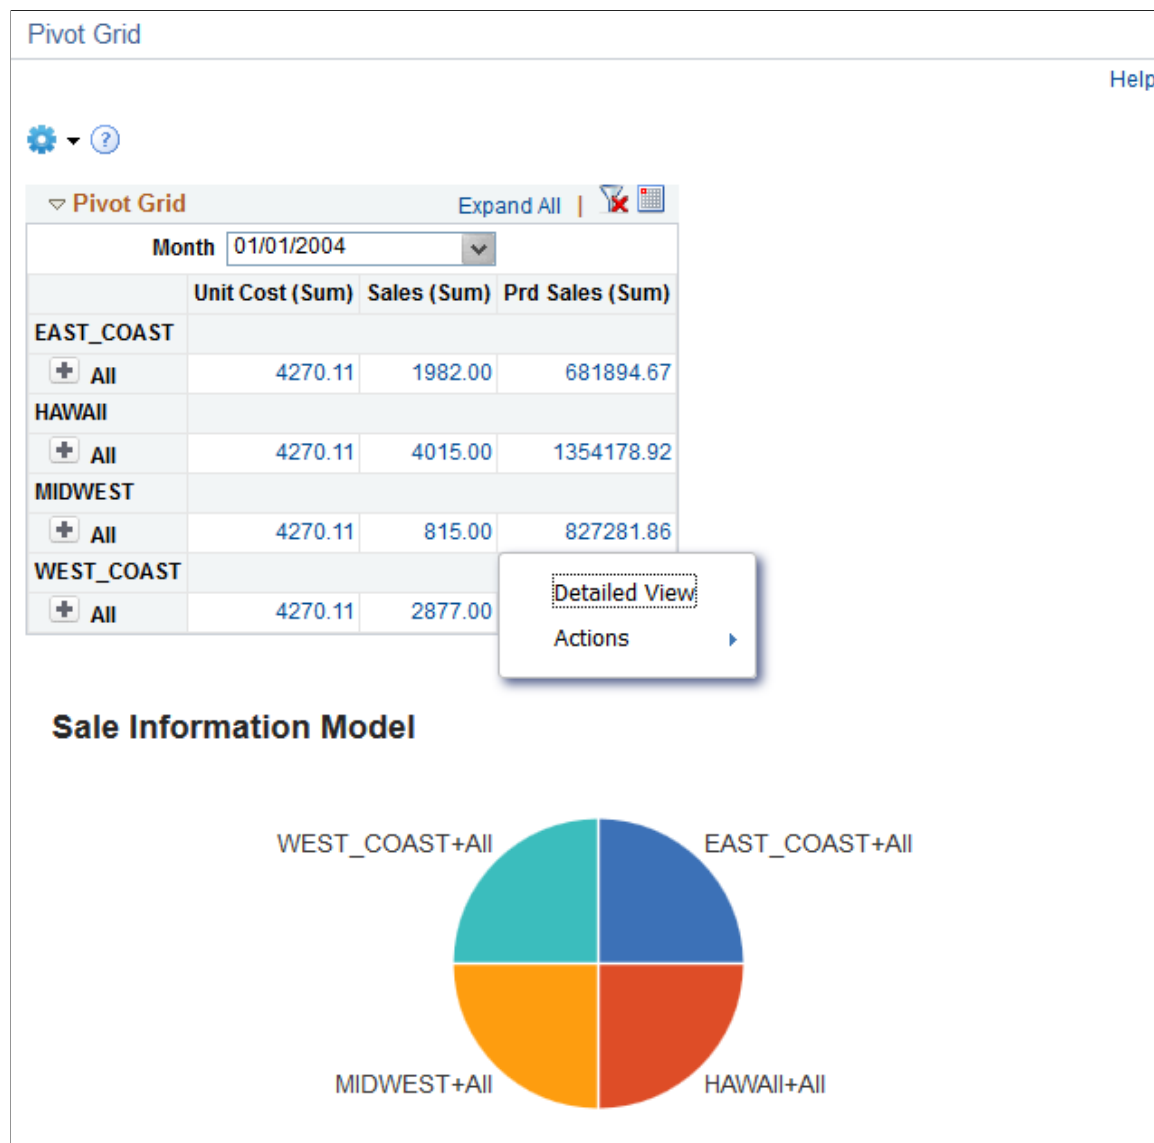 Pivot Grid
Help
Pivot Grid Expand All |
Month 01/01/2004
Unit Cost (Sum) Sales (Sum) Prd Sales (Sum)
EAST_COAST
All 4270.11 1982.00 681894.67
HAWAII
All 4270.11 4015.00 1354178.92
MIDWEST
All 4270.11 815.00 827281.86
WEST_COAST
All 4270.11 2877.00
Detailed View
Actions
Sale Information Model
WEST_COAST+All EAST_COAST+All
MIDWEST+All HAWAII+All